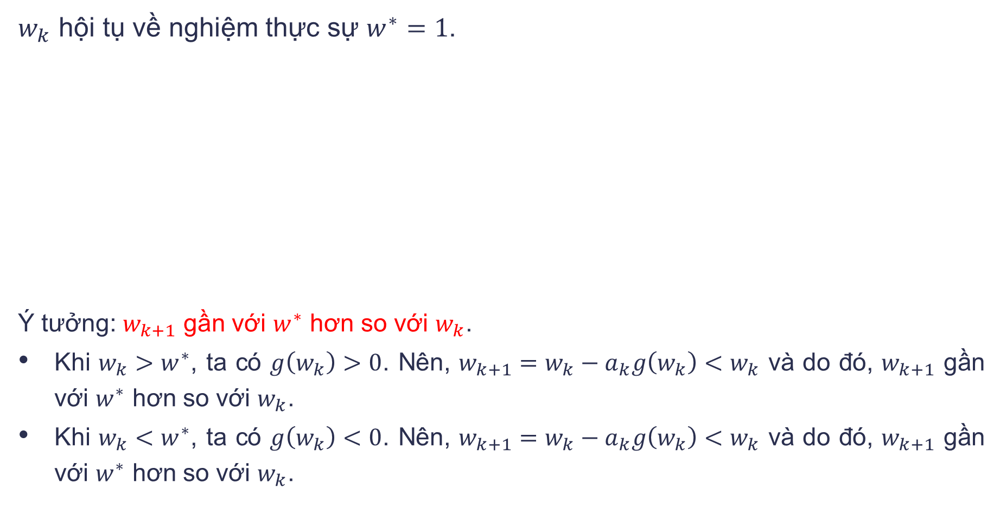 w_k hội tụ về nghiệm thực sự w* = 1.
Ý tưởng: w_{k+1} gần với w* hơn so với w_k.
• Khi w_k > w*, ta có g(w_k) > 0. Nên, w_{k+1} = w_k − a_k g(w_k) < w_k và do đó, w_{k+1} gần
với w* hơn so với w_k.
• Khi w_k < w*, ta có g(w_k) < 0. Nên, w_{k+1} = w_k − a_k g(w_k) < w_k và do đó, w_{k+1} gần
với w* hơn so với w_k.